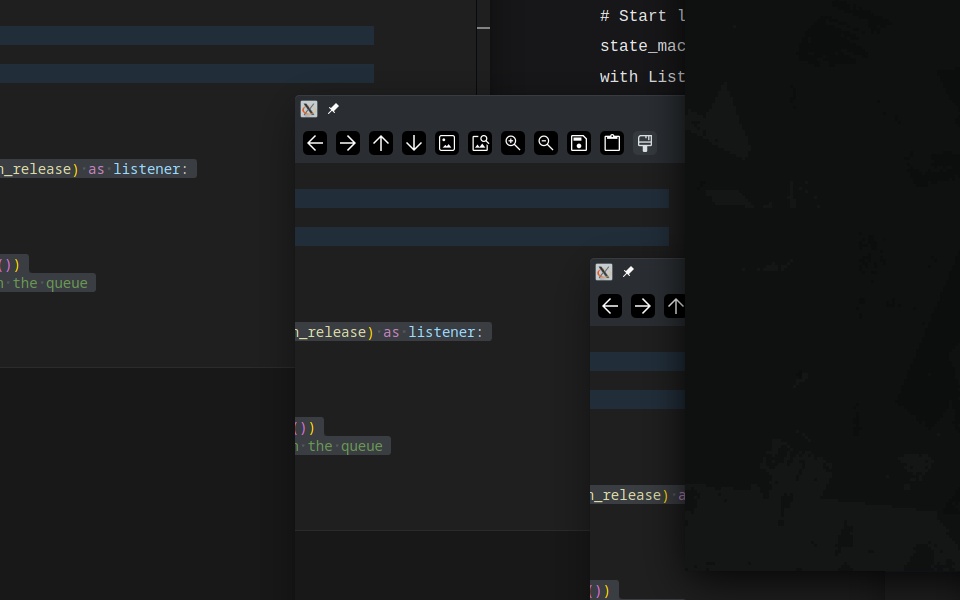 # Start l
state_mac
with List
n_release) as listener:
())
n the queue
n_release) as listener:
())
n the queue
n_release) a
())